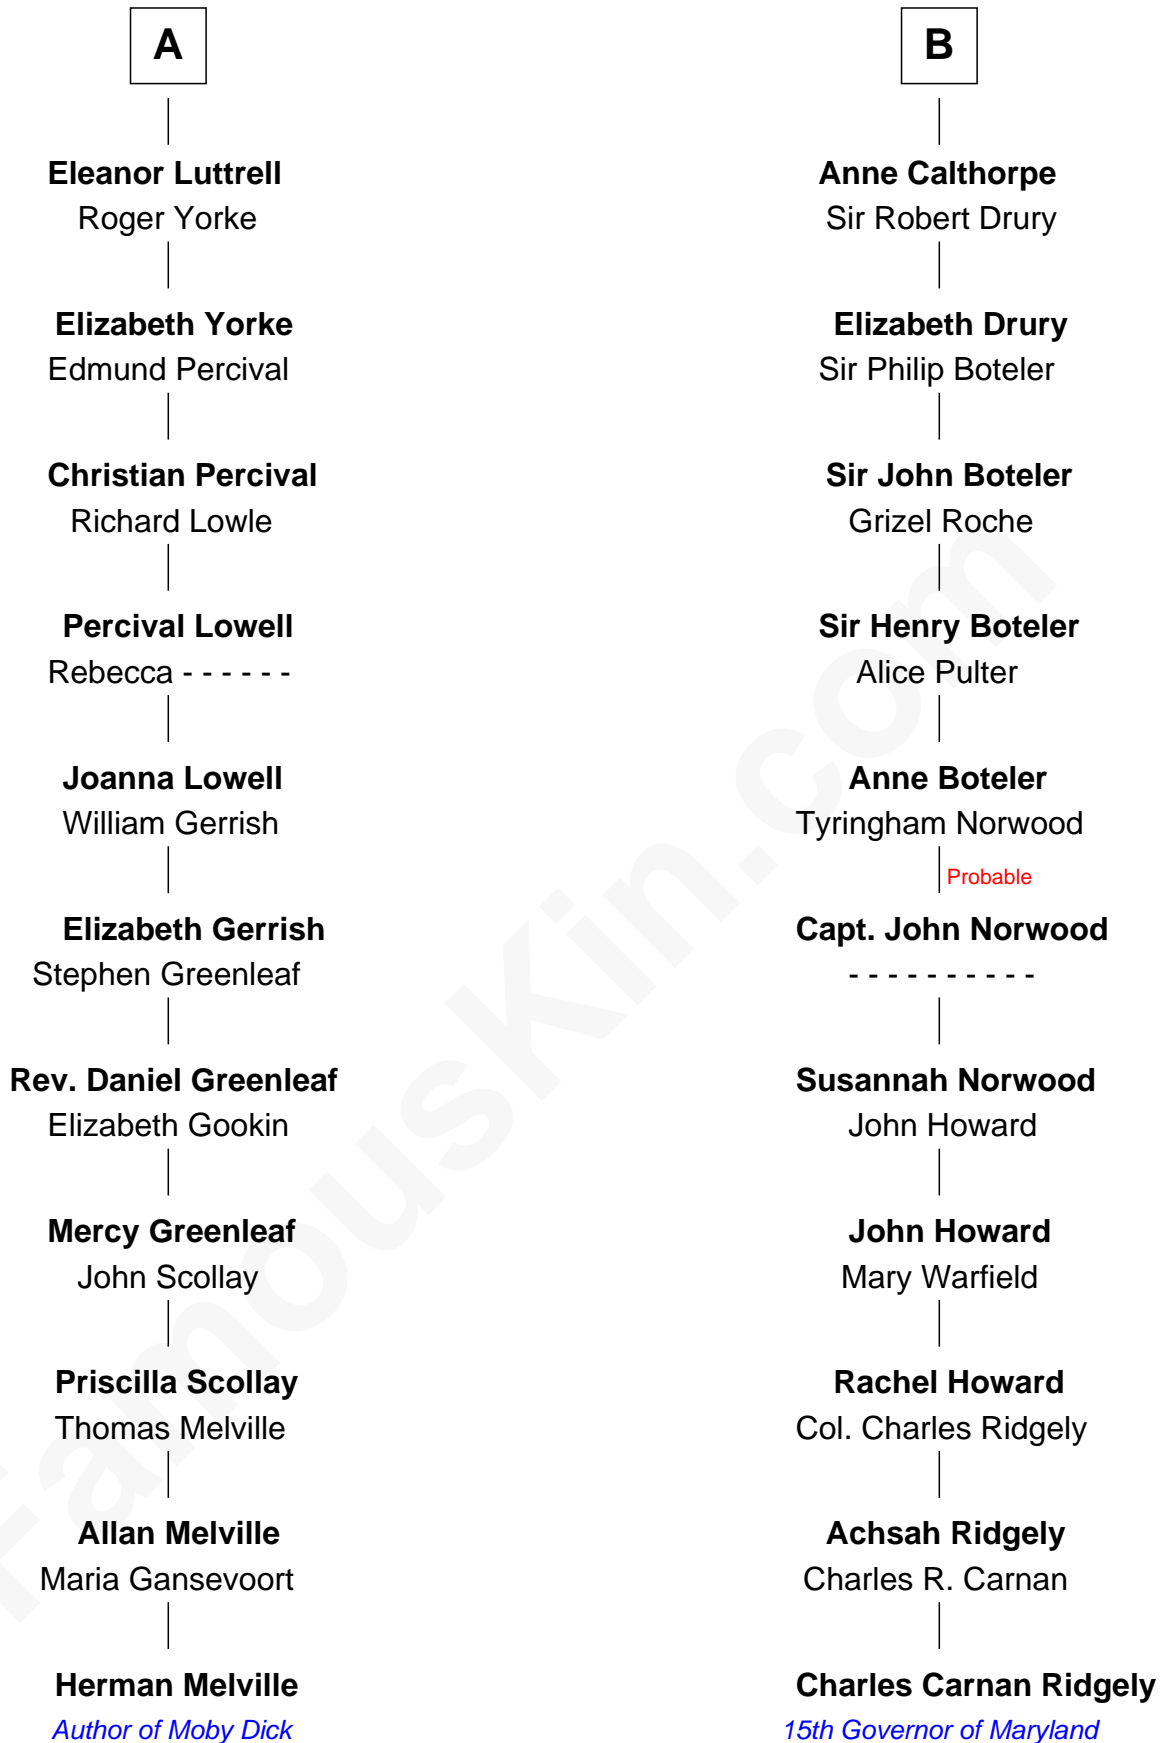 A
Eleanor Luttrell
Roger Yorke
Elizabeth Yorke
Edmund Percival
Christian Percival
Richard Lowle
Percival Lowell
Rebecca - - - - - -
Joanna Lowell
William Gerrish
Elizabeth Gerrish
Stephen Greenleaf
Rev. Daniel Greenleaf
Elizabeth Gookin
Mercy Greenleaf
John Scollay
Priscilla Scollay
Thomas Melville
Allan Melville
Maria Gansevoort
Herman Melville
Author of Moby Dick
B
Anne Calthorpe
Sir Robert Drury
Elizabeth Drury
Sir Philip Boteler
Sir John Boteler
Grizel Roche
Sir Henry Boteler
Alice Pulter
Anne Boteler
Tyringham Norwood
Probable
Capt. John Norwood
- - - - - - - - - -
Susannah Norwood
John Howard
John Howard
Mary Warfield
Rachel Howard
Col. Charles Ridgely
Achsah Ridgely
Charles R. Carnan
Charles Carnan Ridgely
15th Governor of Maryland
FamousKin.com